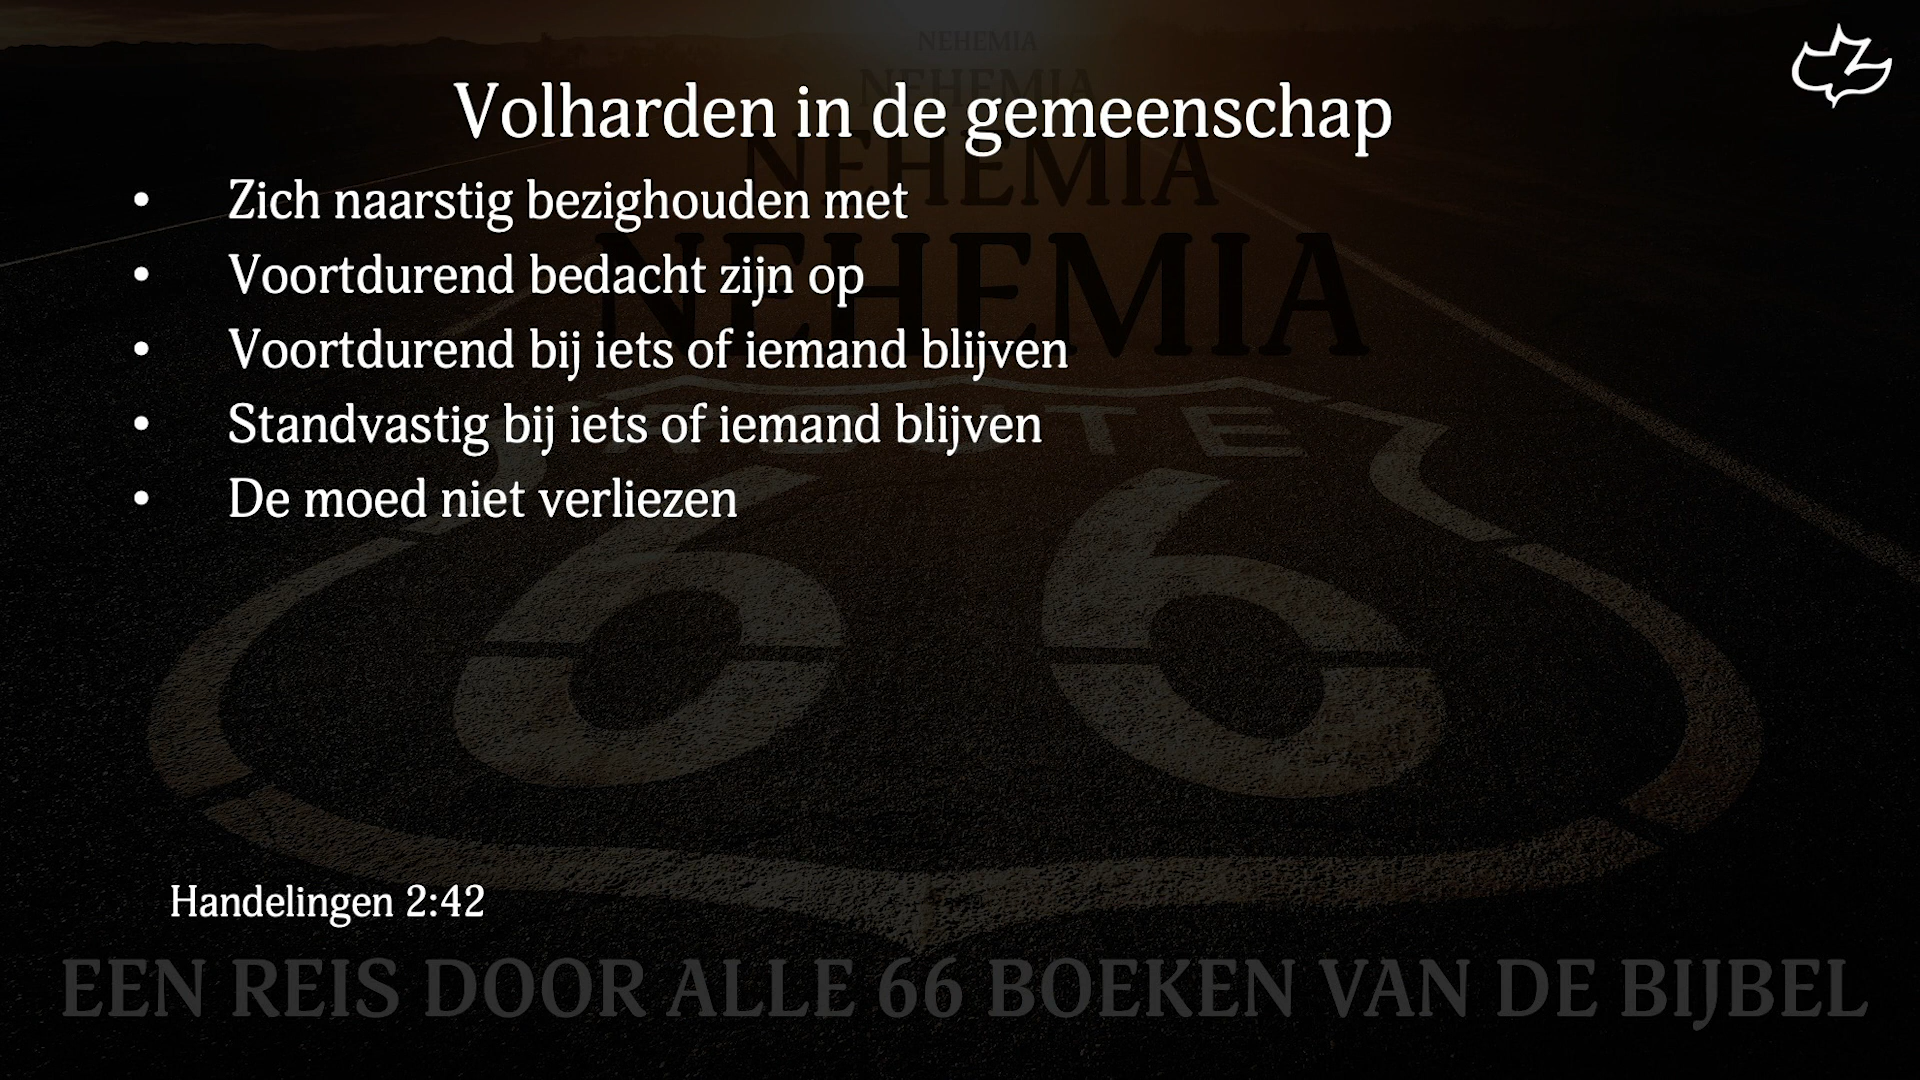 NEHEMIA
NEHEMIA
Volharden in de gemeenschap
NEHEMIA
• Zich naarstig bezighouden met
NEHEMIA
• Voortdurend bedacht zijn op
• Voortdurend bij iets of iemand blijven
ROUTE
• Standvastig bij iets of iemand blijven
• De moed niet verliezen
66
Handelingen 2:42
EEN REIS DOOR ALLE 66 BOEKEN VAN DE BIJBEL